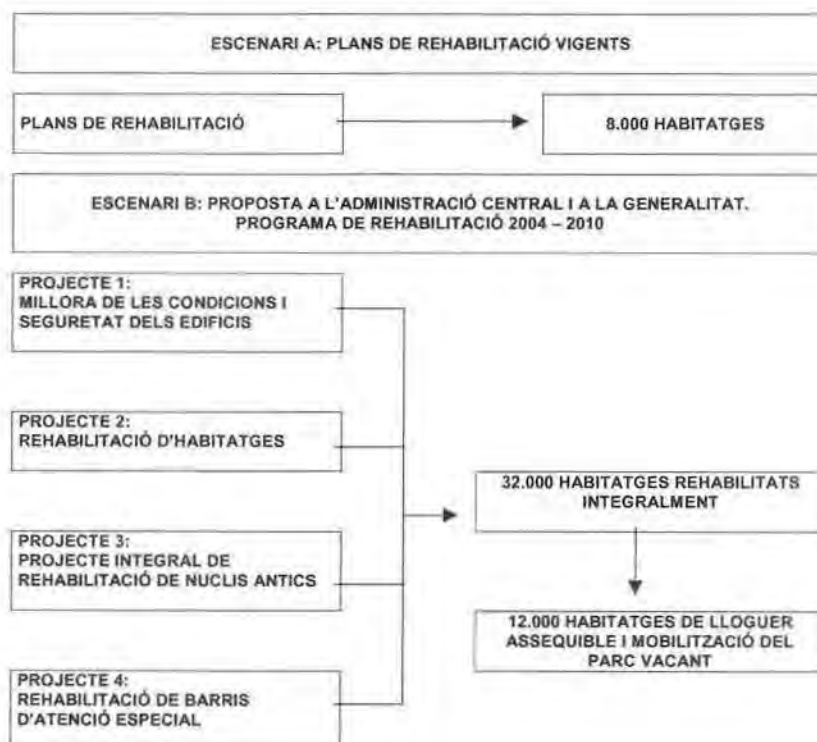 ESCENARI A: PLANS DE REHABILITACIÓ VIGENTS
PLANS DE REHABILITACIÓ
8.000 HABITATGES
ESCENARI B: PROPOSTA A L'ADMINISTRACIÓ CENTRAL I A LA GENERALITAT.
PROGRAMA DE REHABILITACIÓ 2004 – 2010
PROJECTE 1:
MILLORA DE LES CONDICIONS I
SEGURETAT DELS EDIFICIS
PROJECTE 2:
REHABILITACIÓ D'HABITATGES
PROJECTE 3:
PROJECTE INTEGRAL DE
REHABILITACIÓ DE NUCLIS ANTICS
PROJECTE 4:
REHABILITACIÓ DE BARRIS
D'ATENCIÓ ESPECIAL
32.000 HABITATGES REHABILITATS
INTEGRALMENT
12.000 HABITATGES DE LLOGUER
ASSEQUIBLE I MOBILITZACIÓ DEL
PARC VACANT